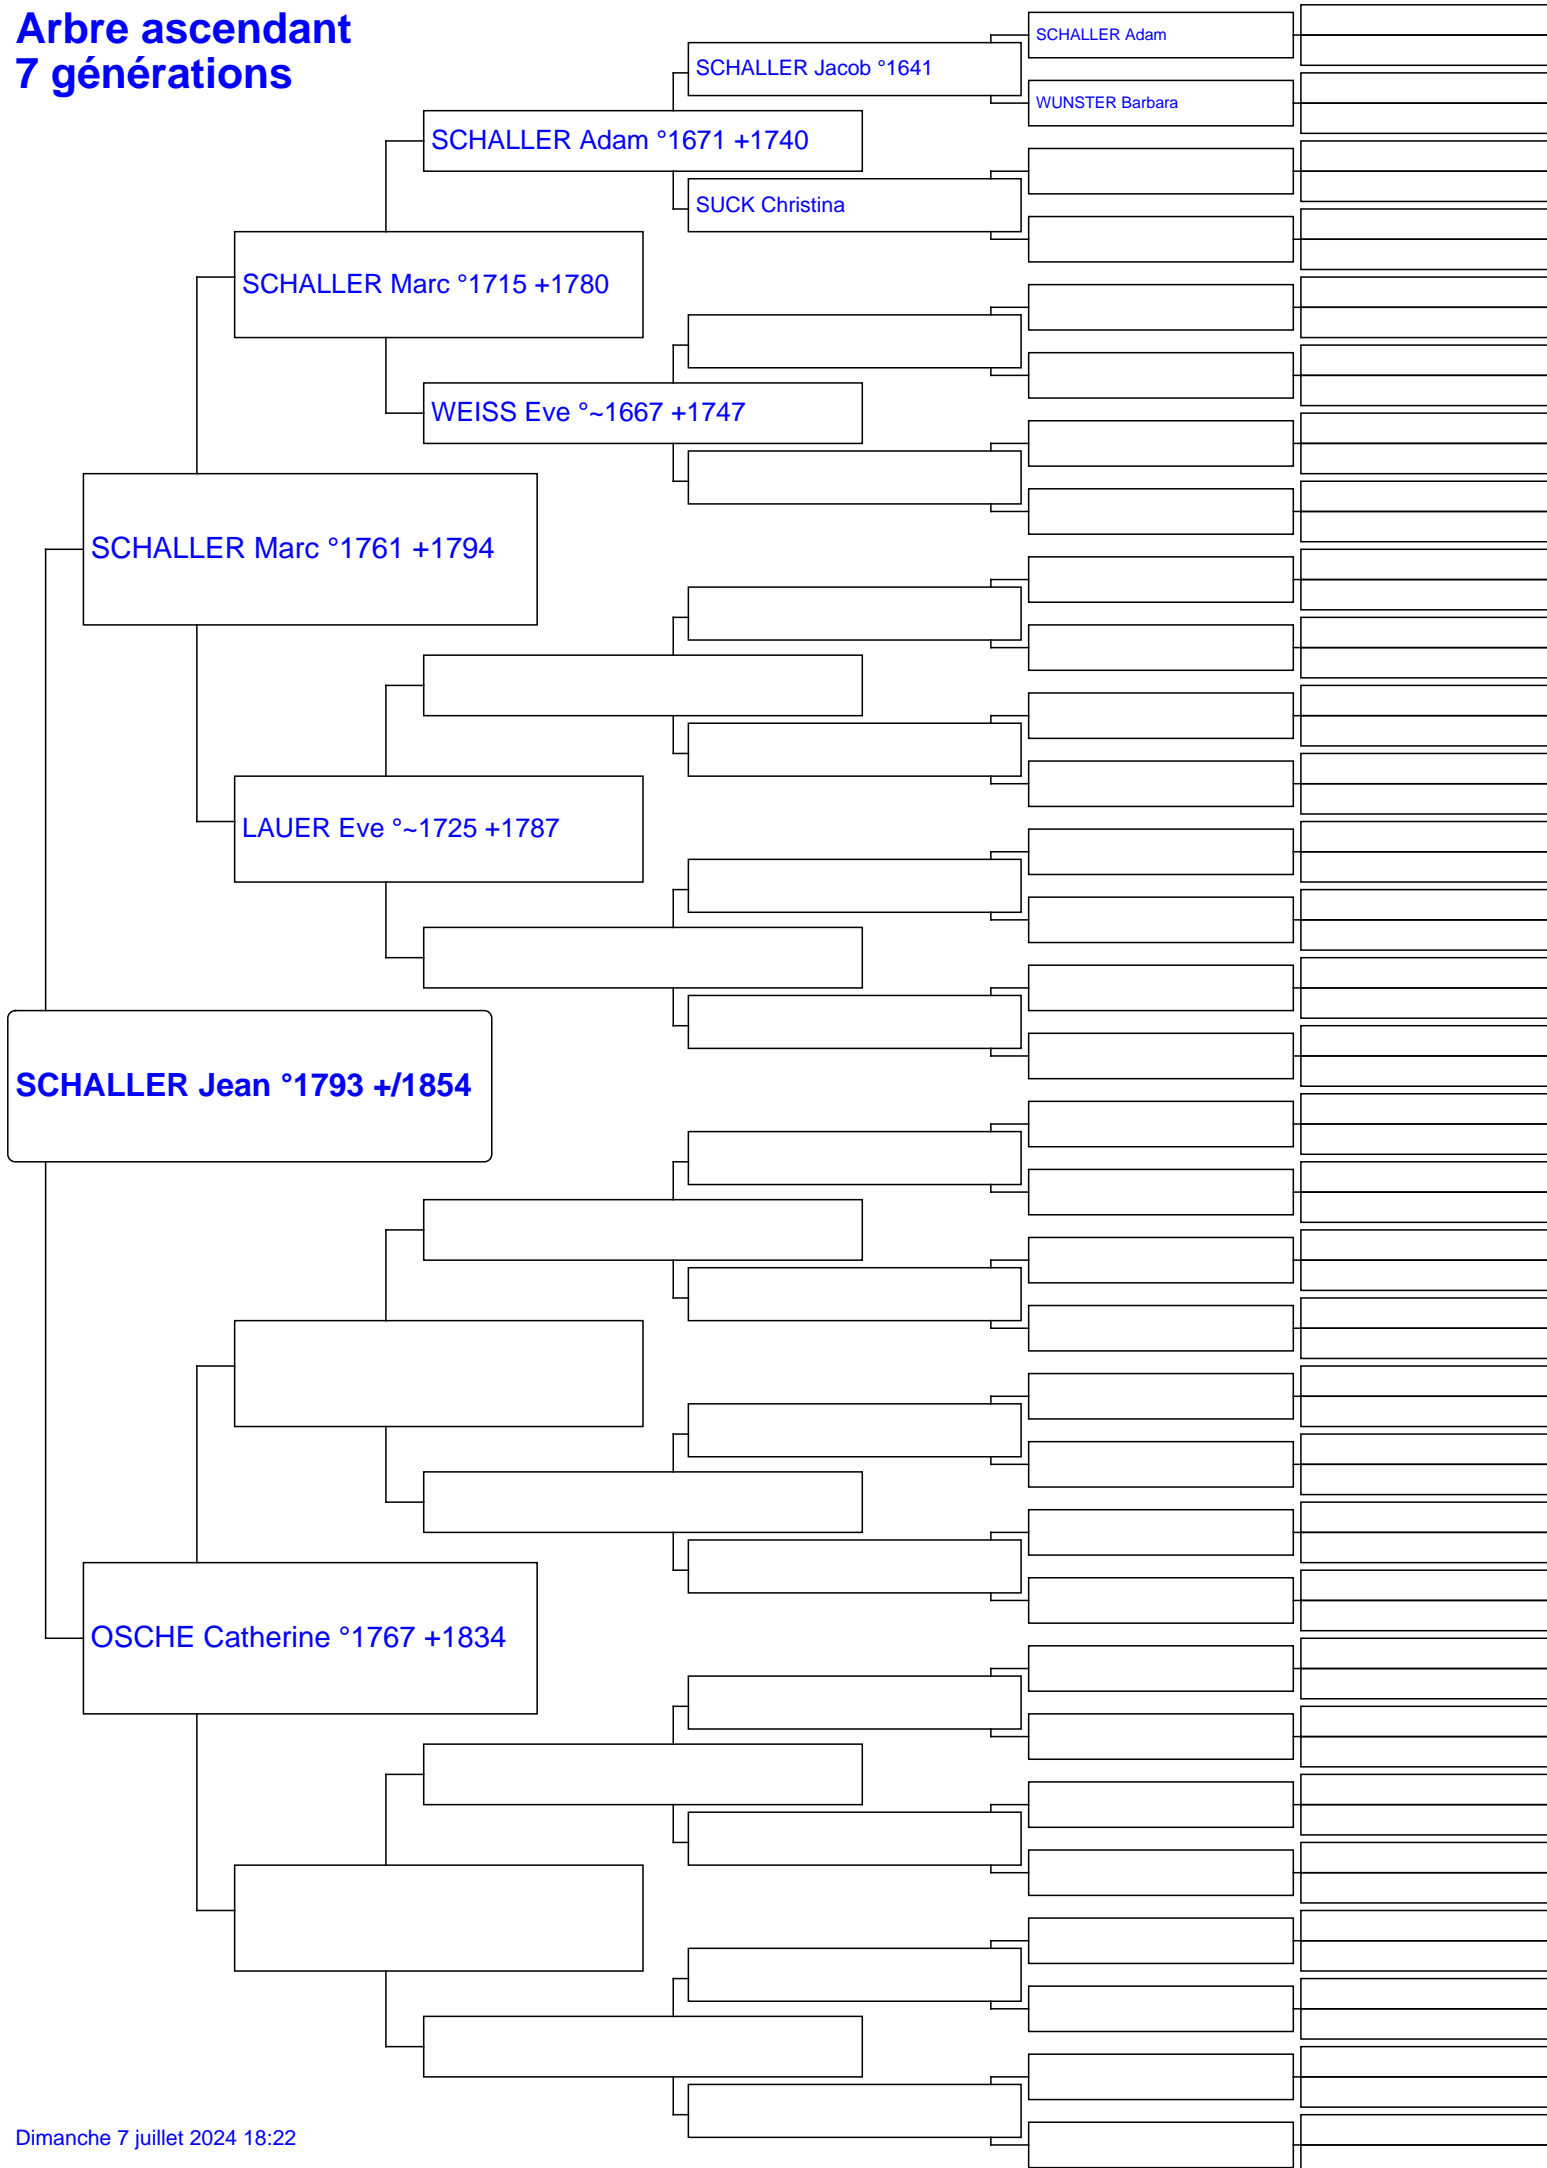 Arbre ascendant
7 générations
SCHALLER Adam
SCHALLER Jacob °1641
WUNSTER Barbara
SCHALLER Adam °1671 +1740
SUCK Christina
SCHALLER Marc °1715 +1780
WEISS Eve °~1667 +1747
SCHALLER Marc °1761 +1794
LAUER Eve °~1725 +1787
SCHALLER Jean °1793 +/1854
OSCHE Catherine °1767 +1834
Dimanche 7 juillet 2024 18:22